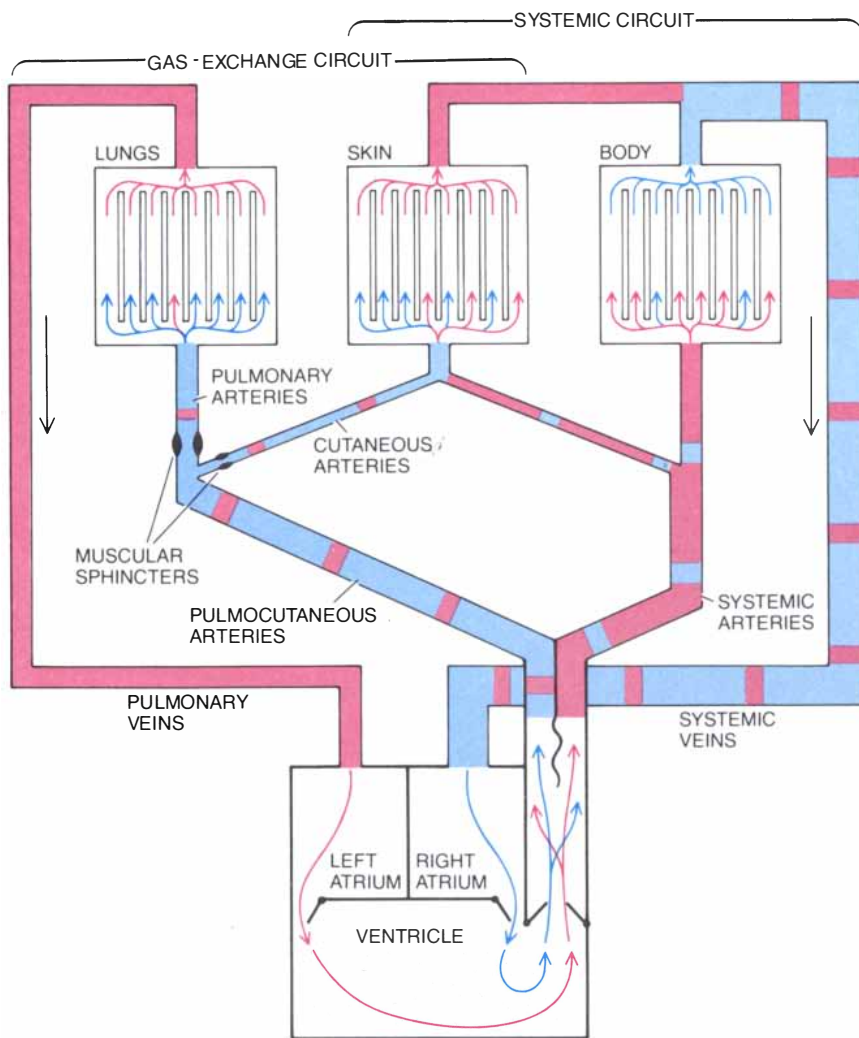 SYSTEMIC CIRCUIT
GAS-EXCHANGE CIRCUIT
LUNGS
SKIN
BODY
PULMONARY
ARTERIES
CUTANEOUS
ARTERIES
MUSCULAR
SPHINCTERS
PULMOCUTANEOUS
ARTERIES
SYSTEMIC
ARTERIES
PULMONARY
VEINS
SYSTEMIC
VEINS
LEFT
ATRIUM
RIGHT
ATRIUM
VENTRICLE